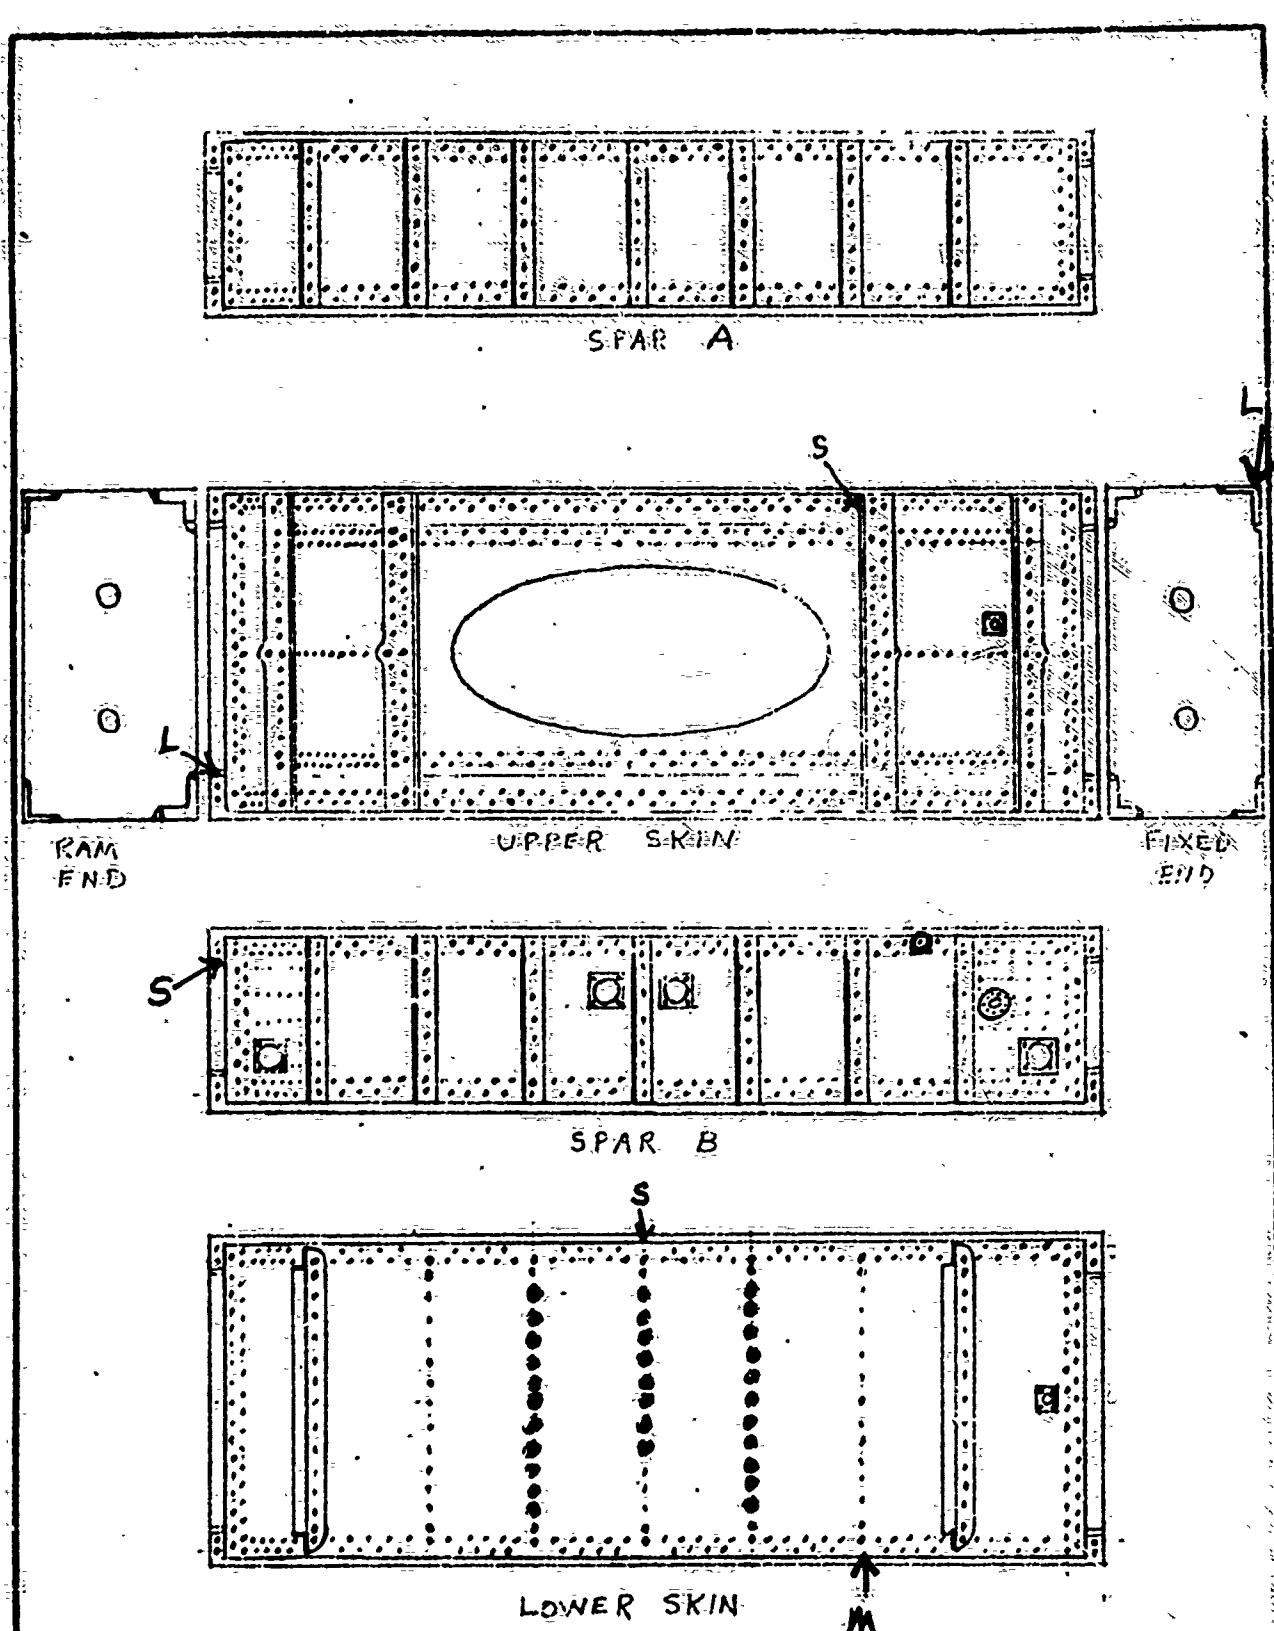 SPAR A
L
S
L
UPPER SKIN
RAM
END
FIXED
END
S
SPAR B
S
LOWER SKIN
M